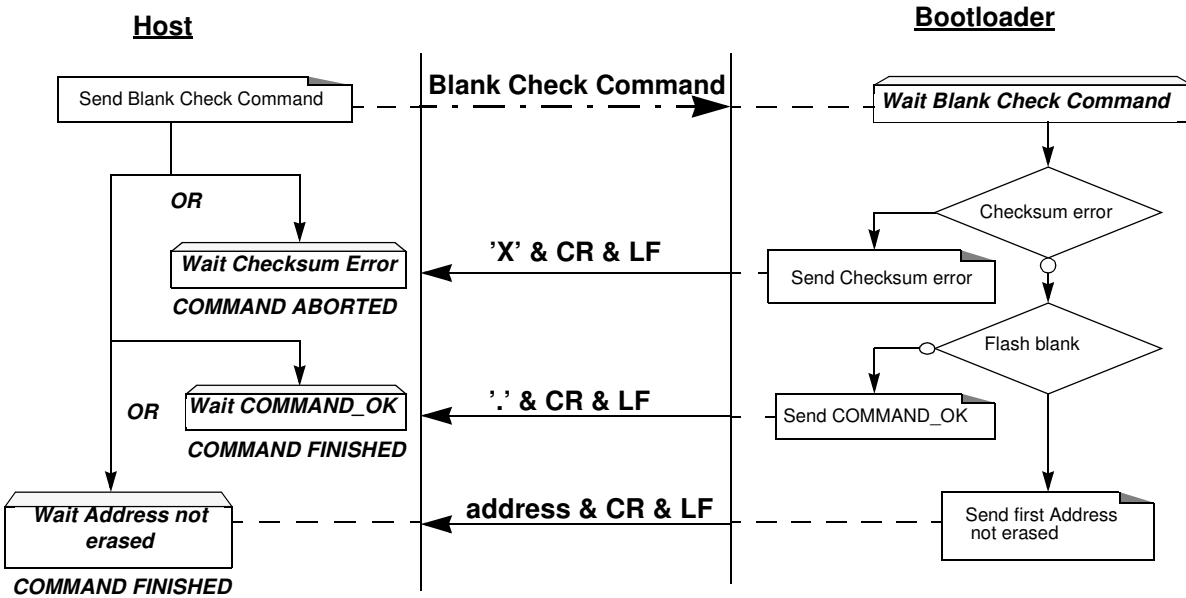 Host
Bootloader
Send Blank Check Command
Blank Check Command
Wait Blank Check Command
OR
Checksum error
Wait Checksum Error
'X' & CR & LF
Send Checksum error
COMMAND ABORTED
Flash blank
OR
Wait COMMAND_OK
'.' & CR & LF
Send COMMAND_OK
COMMAND FINISHED
Wait Address not
erased
address & CR & LF
Send first Address
not erased
COMMAND FINISHED